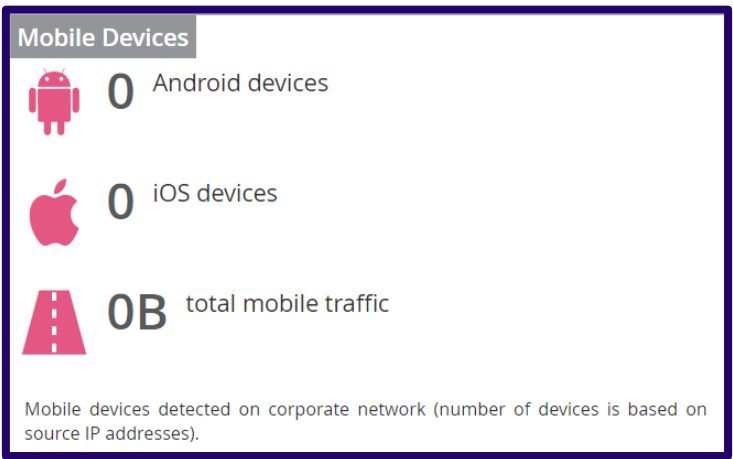 Mobile Devices
0 Android devices
0 iOS devices
0B total mobile traffic
Mobile devices detected on corporate network (number of devices is based on
source IP addresses).